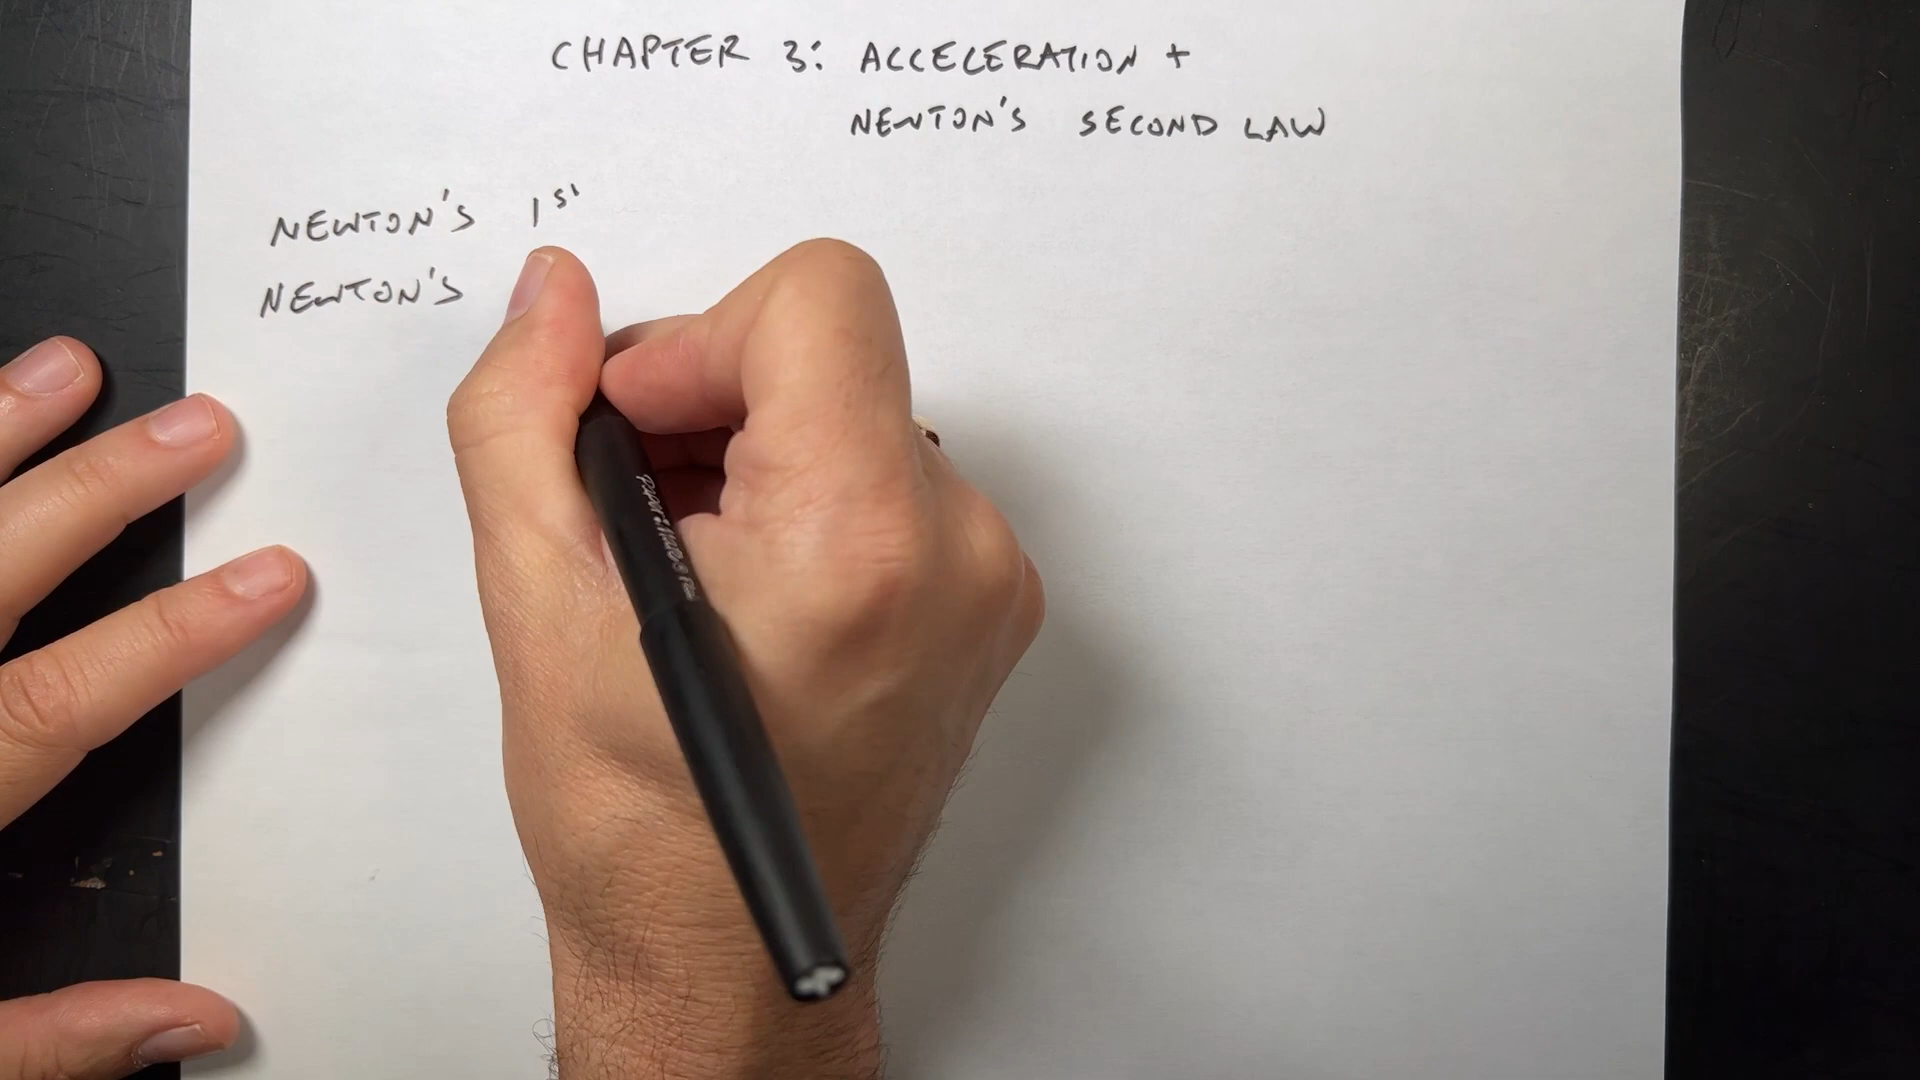 CHAPTER 3: ACCELERATION +
NEWTON'S SECOND LAW
NEWTON'S 1st
NEWTON'S